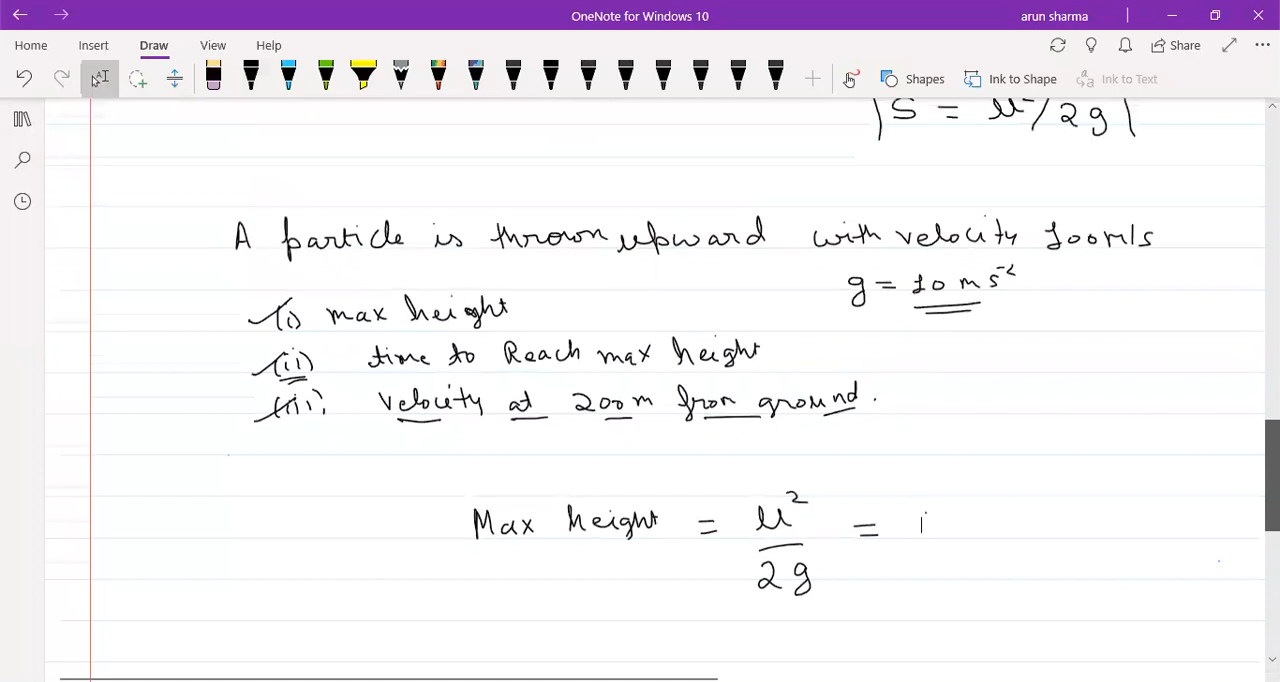 OneNote for Windows 10
arun sharma
Home Insert Draw View Help
Share
Shapes Ink to Shape Ink to Text
S = u²/2g
A particle is thrown upward with velocity 100m/s
g = 10 m s⁻²
(i) max height
(ii) time to Reach max height
(iii). velocity at 200m from ground.
Max height = u²/2g =